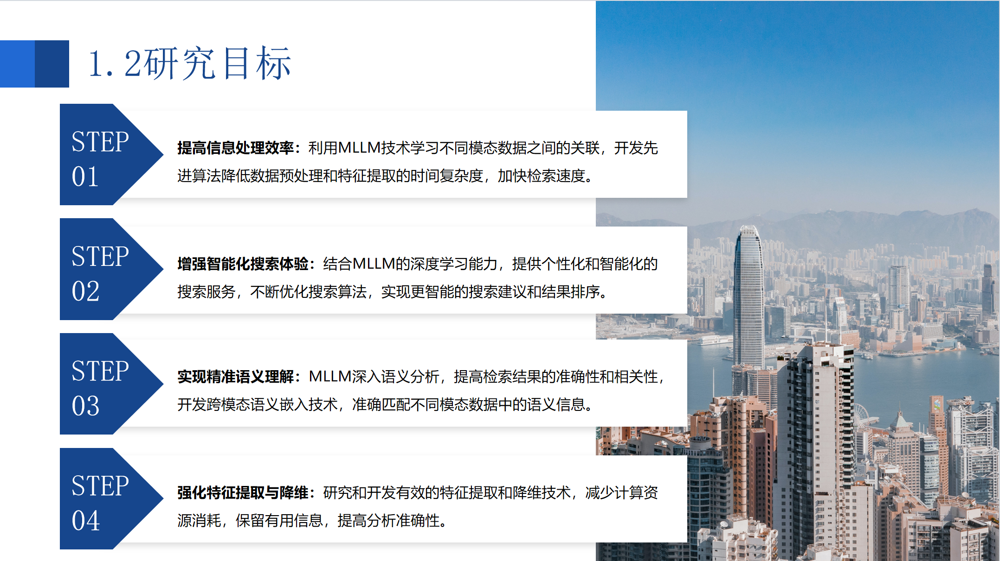 1.2研究目标
STEP
01
提高信息处理效率：利用MLLM技术学习不同模态数据之间的关联，开发先
进算法降低数据预处理和特征提取的时间复杂度，加快检索速度。
STEP
02
增强智能化搜索体验：结合MLLM的深度学习能力，提供个性化和智能化的
搜索服务，不断优化搜索算法，实现更智能的搜索建议和结果排序。
STEP
03
实现精准语义理解：MLLM深入语义分析，提高检索结果的准确性和相关性，
开发跨模态语义嵌入技术，准确匹配不同模态数据中的语义信息。
STEP
04
强化特征提取与降维：研究和开发有效的特征提取和降维技术，减少计算资
源消耗，保留有用信息，提高分析准确性。